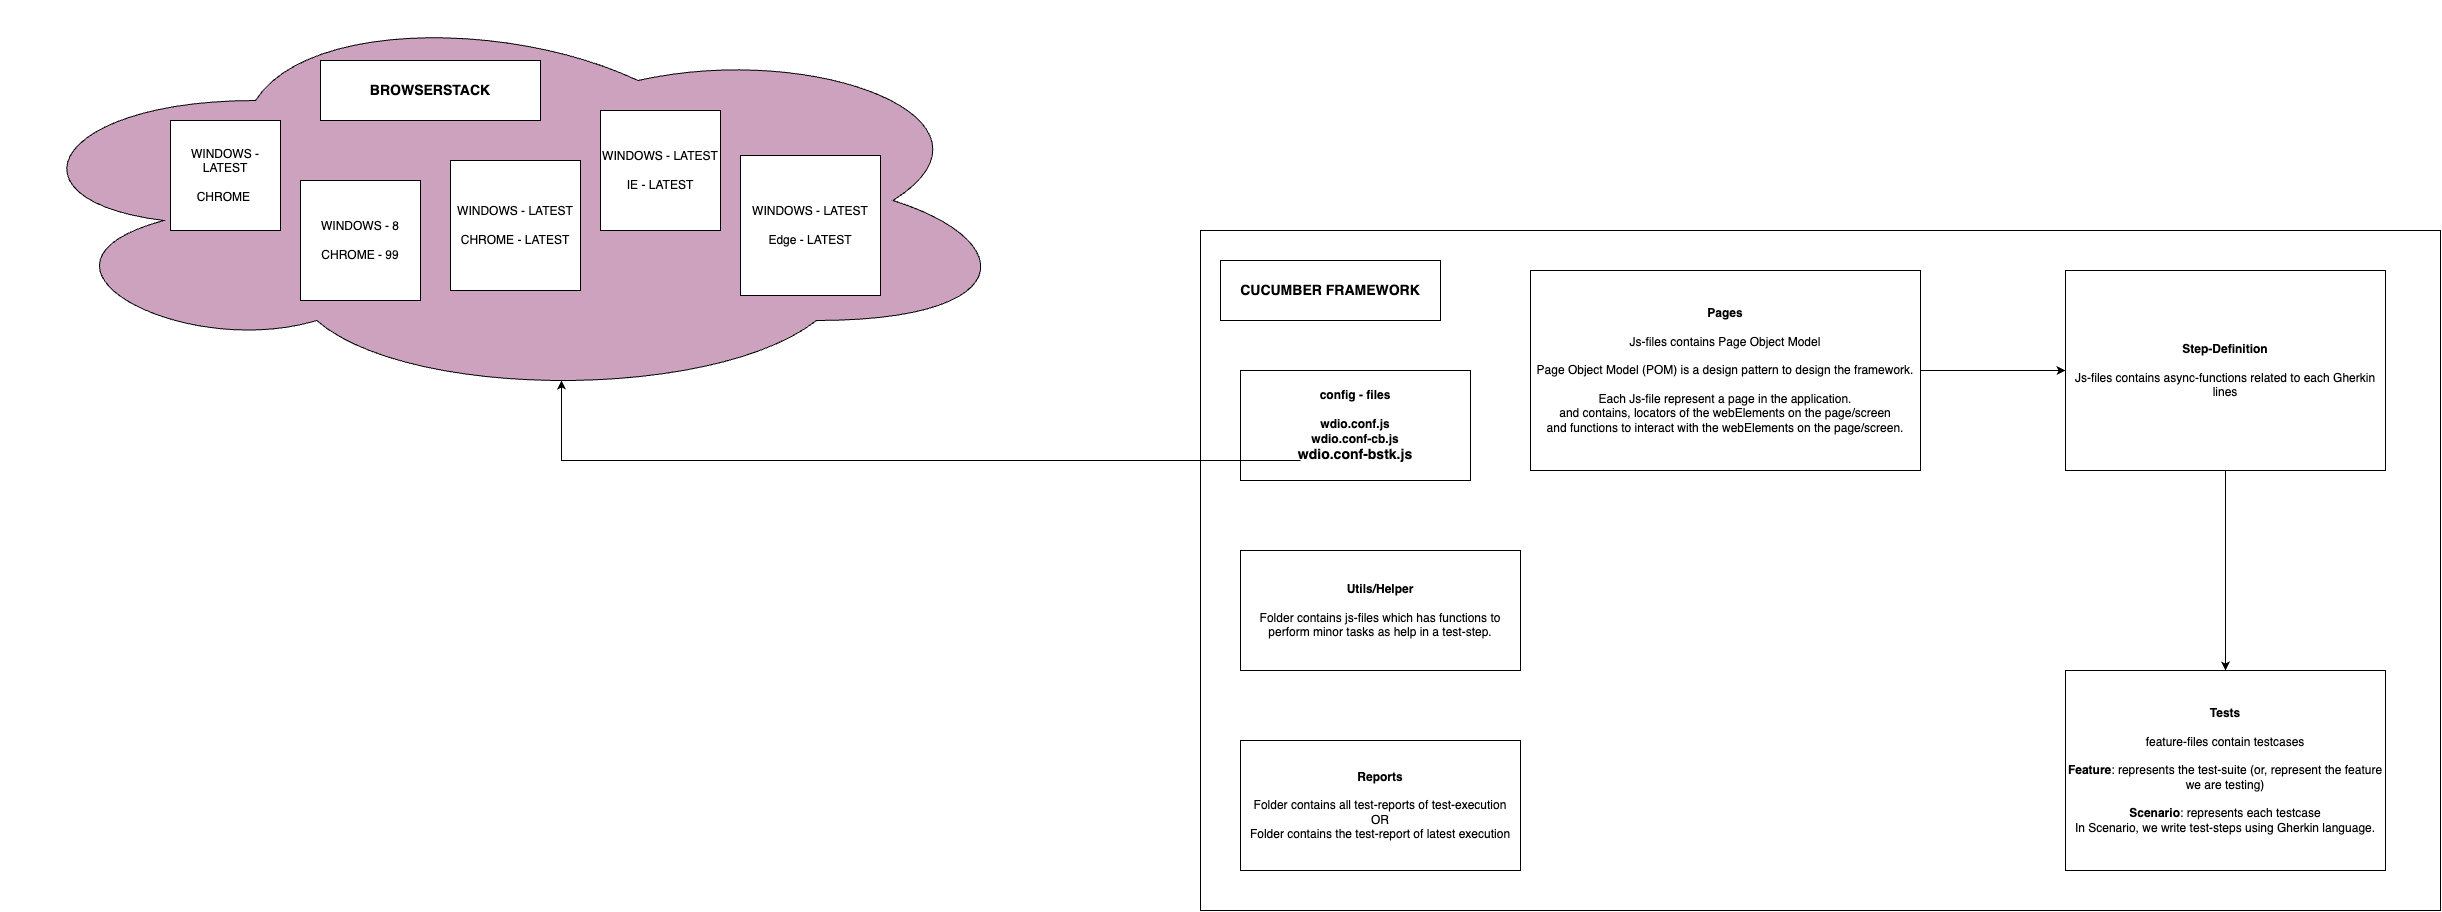 BROWSERSTACK
WINDOWS -
LATEST
CHROME
WINDOWS - 8
CHROME - 99
WINDOWS - LATEST
CHROME - LATEST
WINDOWS - LATEST
IE - LATEST
WINDOWS - LATEST
Edge - LATEST
CUCUMBER FRAMEWORK
config - files
wdio.conf.js
wdio.conf-cb.js
wdio.conf-bstk.js
Utils/Helper
Folder contains js-files which has functions to
perform minor tasks as help in a test-step.
Reports
Folder contains all test-reports of test-execution
OR
Folder contains the test-report of latest execution
Pages
Js-files contains Page Object Model
Page Object Model (POM) is a design pattern to design the framework.
Each Js-file represent a page in the application.
and contains, locators of the webElements on the page/screen
and functions to interact with the webElements on the page/screen.
Step-Definition
Js-files contains async-functions related to each Gherkin
lines
Tests
feature-files contain testcases
Feature: represents the test-suite (or, represent the feature
we are testing)
Scenario: represents each testcase
In Scenario, we write test-steps using Gherkin language.